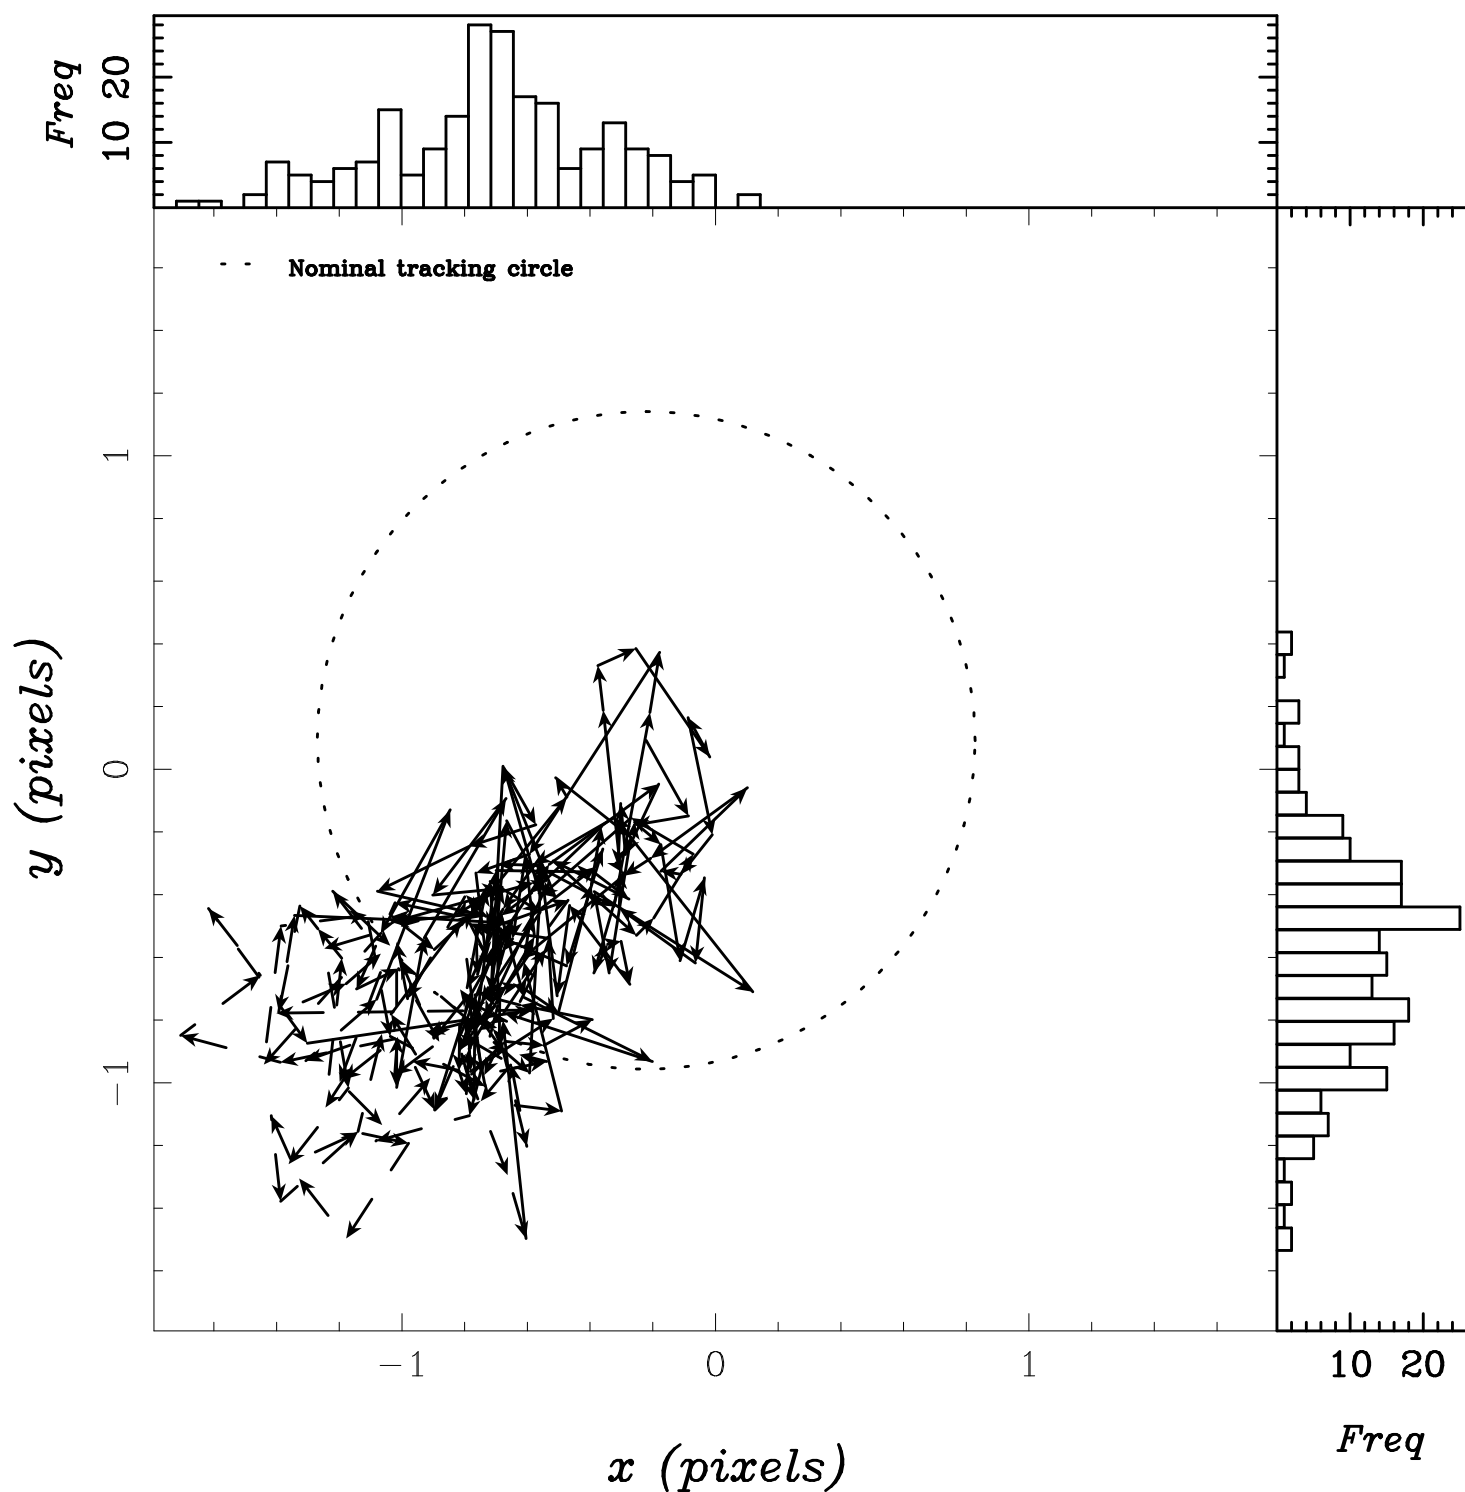 Freq
10 20
Nominal tracking circle
y (pixels)
1
0
−1
−1 0 1
x (pixels)
10 20
Freq